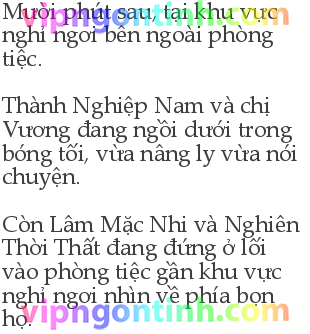 Mười phút sau, tại khu vực
nghỉ ngơi bên ngoài phòng
tiệc.
Thành Nghiệp Nam và chị
Vương đang ngồi dưới trong
bóng tối, vừa nâng ly vừa nói
chuyện.
Còn Lâm Mặc Nhi và Nghiên
Thời Thất đang đứng ở lối
vào phòng tiệc gần khu vực
nghỉ ngơi nhìn về phía bọn
họ.
vipngontinh.com
vipngontinh.com